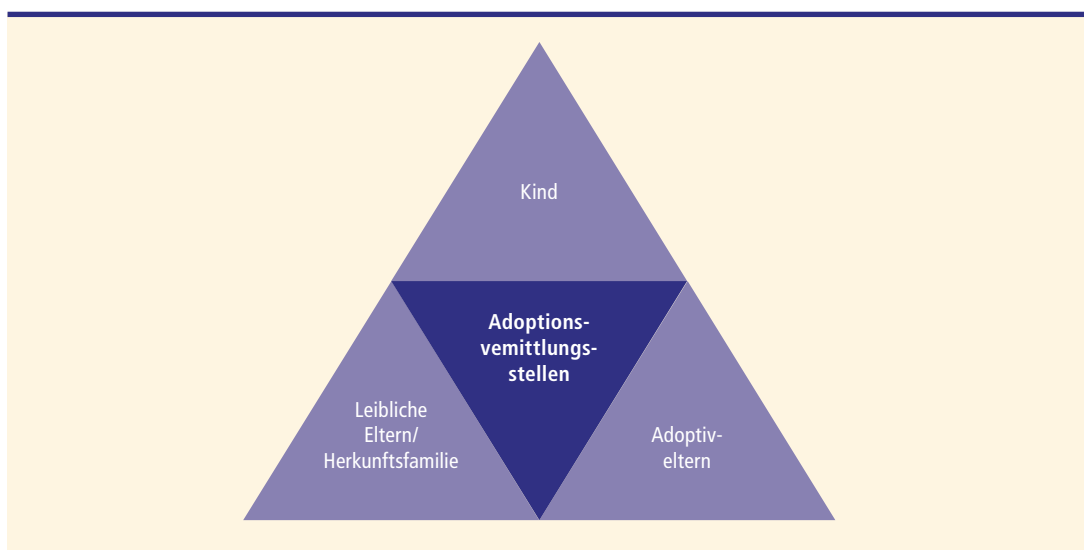 Kind
Adoptions-
vemittlungs-
stellen
Leibliche
Eltern/
Herkunftsfamilie
Adoptiv-
eltern